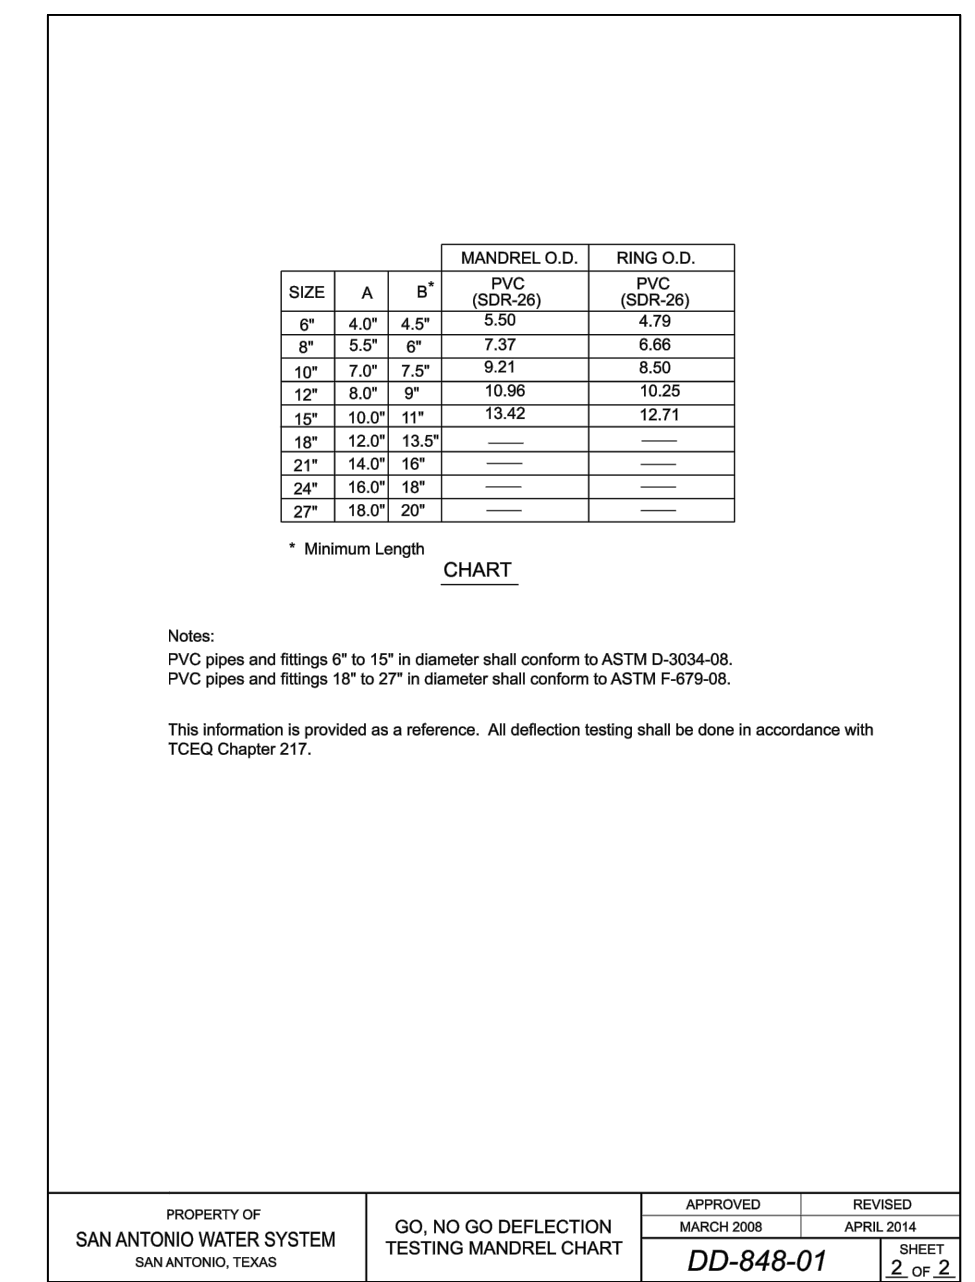 MANDREL O.D. RING O.D.
SIZE A B* PVC (SDR-26) PVC (SDR-26)
6" 4.0" 4.5" 5.50 4.79
8" 5.5" 6" 7.37 6.66
10" 7.0" 7.5" 9.21 8.50
12" 8.0" 9" 10.96 10.25
15" 10.0" 11" 13.42 12.71
18" 12.0" 13.5" —— ——
21" 14.0" 16" —— ——
24" 16.0" 18" —— ——
27" 18.0" 20" —— ——
* Minimum Length
CHART
Notes:
PVC pipes and fittings 6" to 15" in diameter shall conform to ASTM D-3034-08.
PVC pipes and fittings 18" to 27" in diameter shall conform to ASTM F-679-08.
This information is provided as a reference. All deflection testing shall be done in accordance with
TCEQ Chapter 217.
PROPERTY OF
SAN ANTONIO WATER SYSTEM
SAN ANTONIO, TEXAS
GO, NO GO DEFLECTION
TESTING MANDREL CHART
APPROVED REVISED
MARCH 2008 APRIL 2014
DD-848-01
SHEET
2 OF 2